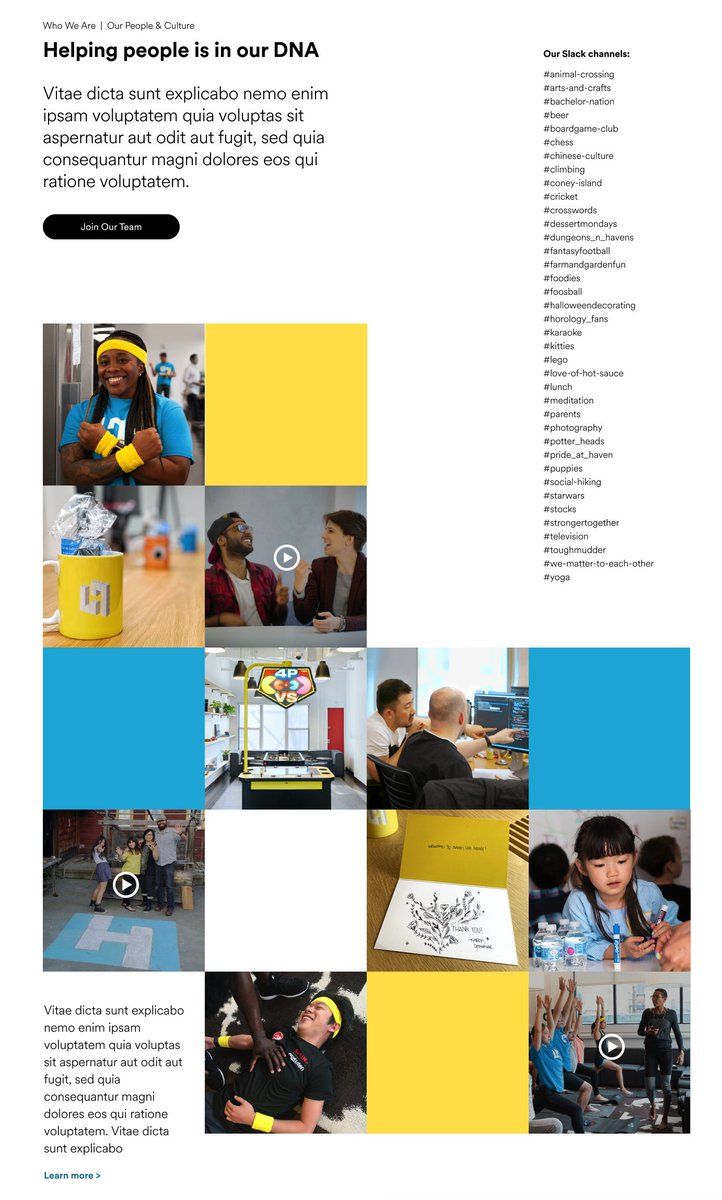 Who We Are | Our People & Culture
Helping people is in our DNA
Vitae dicta sunt explicabo nemo enim
ipsam voluptatem quia voluptas sit
aspernatur aut odit aut fugit, sed quia
consequantur magni dolores eos qui
ratione voluptatem.
Join Our Team
Our Slack channels:
#animal-crossing
#arts-and-crafts
#bachelor-nation
#beer
#boardgame-club
#chess
#chinese-culture
#climbing
#coney-island
#cricket
#crosswords
#dessertmondays
#dungeons_n_havens
#fantasyfootball
#farmandgardenfun
#foodies
#foosball
#halloweendecorating
#horology_fans
#karaoke
#kitties
#lego
#love-of-hot-sauce
#lunch
#meditation
#parents
#photography
#potter_heads
#pride_at_haven
#puppies
#social-hiking
#starwars
#stocks
#strongertogether
#television
#toughmudder
#we-matter-to-each-other
#yoga
4P
VS
THANK YOU!
Vitae dicta sunt explicabo
nemo enim ipsam
voluptatem quia voluptas
sit aspernatur aut odit aut
fugit, sed quia
consequantur magni
dolores eos qui ratione
voluptatem. Vitae dicta
sunt explicabo
Learn more >